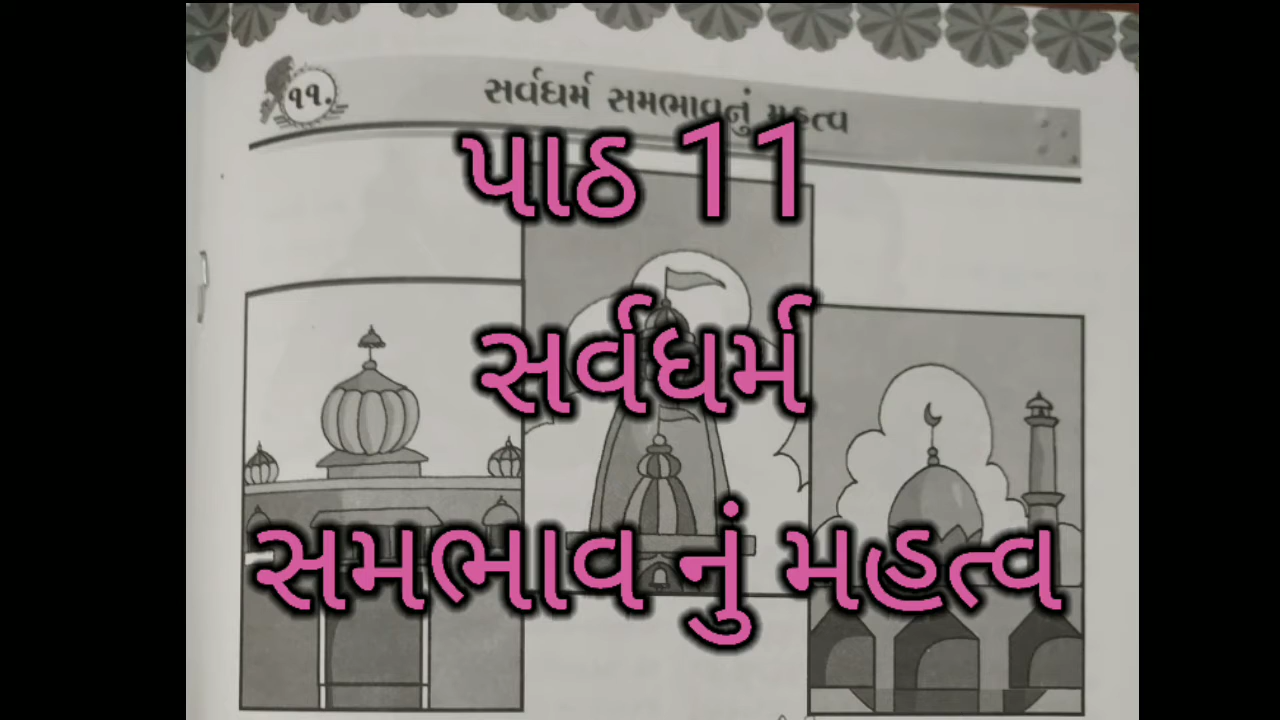 ૧૧.
સર્વધર્મ સમભાવનું મહત્વ
પાઠ 11
સર્વધર્મ
સમભાવ નું મહત્વ